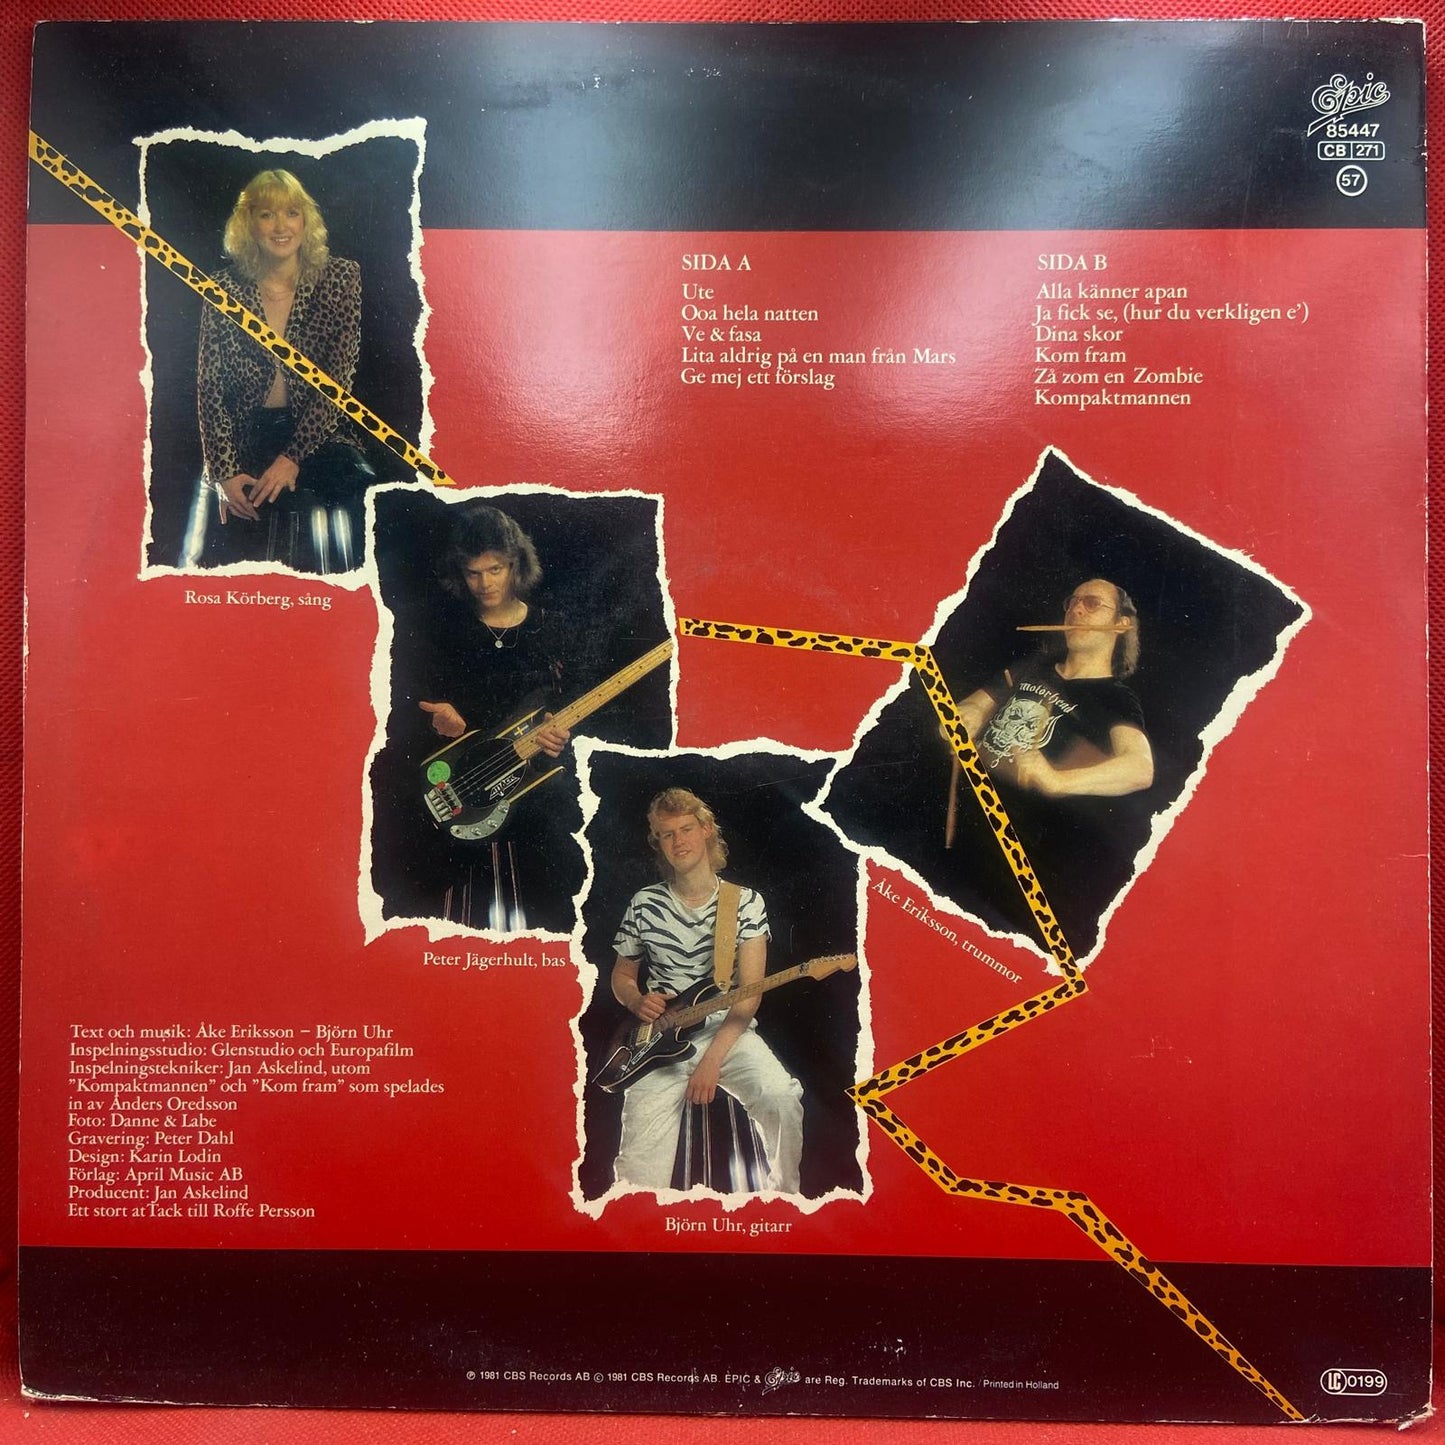 Epic
85447
CB 271
57
SIDA A
Ute
Ooa hela natten
Ve & fasa
Lita aldrig på en man från Mars
Ge mej ett förslag
SIDA B
Alla känner apan
Ja fick se, (hur du verkligen e')
Dina skor
Kom fram
Zå zom en Zombie
Kompaktmannen
Rosa Körberg, sång
motorhead
ATTACK
Peter Jägerhult, bas
Åke Eriksson, trummor
Björn Uhr, gitarr
Text och musik: Åke Eriksson – Björn Uhr
Inspelningsstudio: Glenstudio och Europafilm
Inspelningstekniker: Jan Askelind, utom
"Kompaktmannen" och "Kom fram" som spelades
in av Anders Oredsson
Foto: Danne & Labe
Gravering: Peter Dahl
Design: Karin Lodin
Förlag: April Music AB
Producent: Jan Askelind
Ett stort atTack till Roffe Persson
℗ 1981 CBS Records AB © 1981 CBS Records AB. EPIC & Epic are Reg. Trademarks of CBS Inc. / Printed in Holland
LC 0199